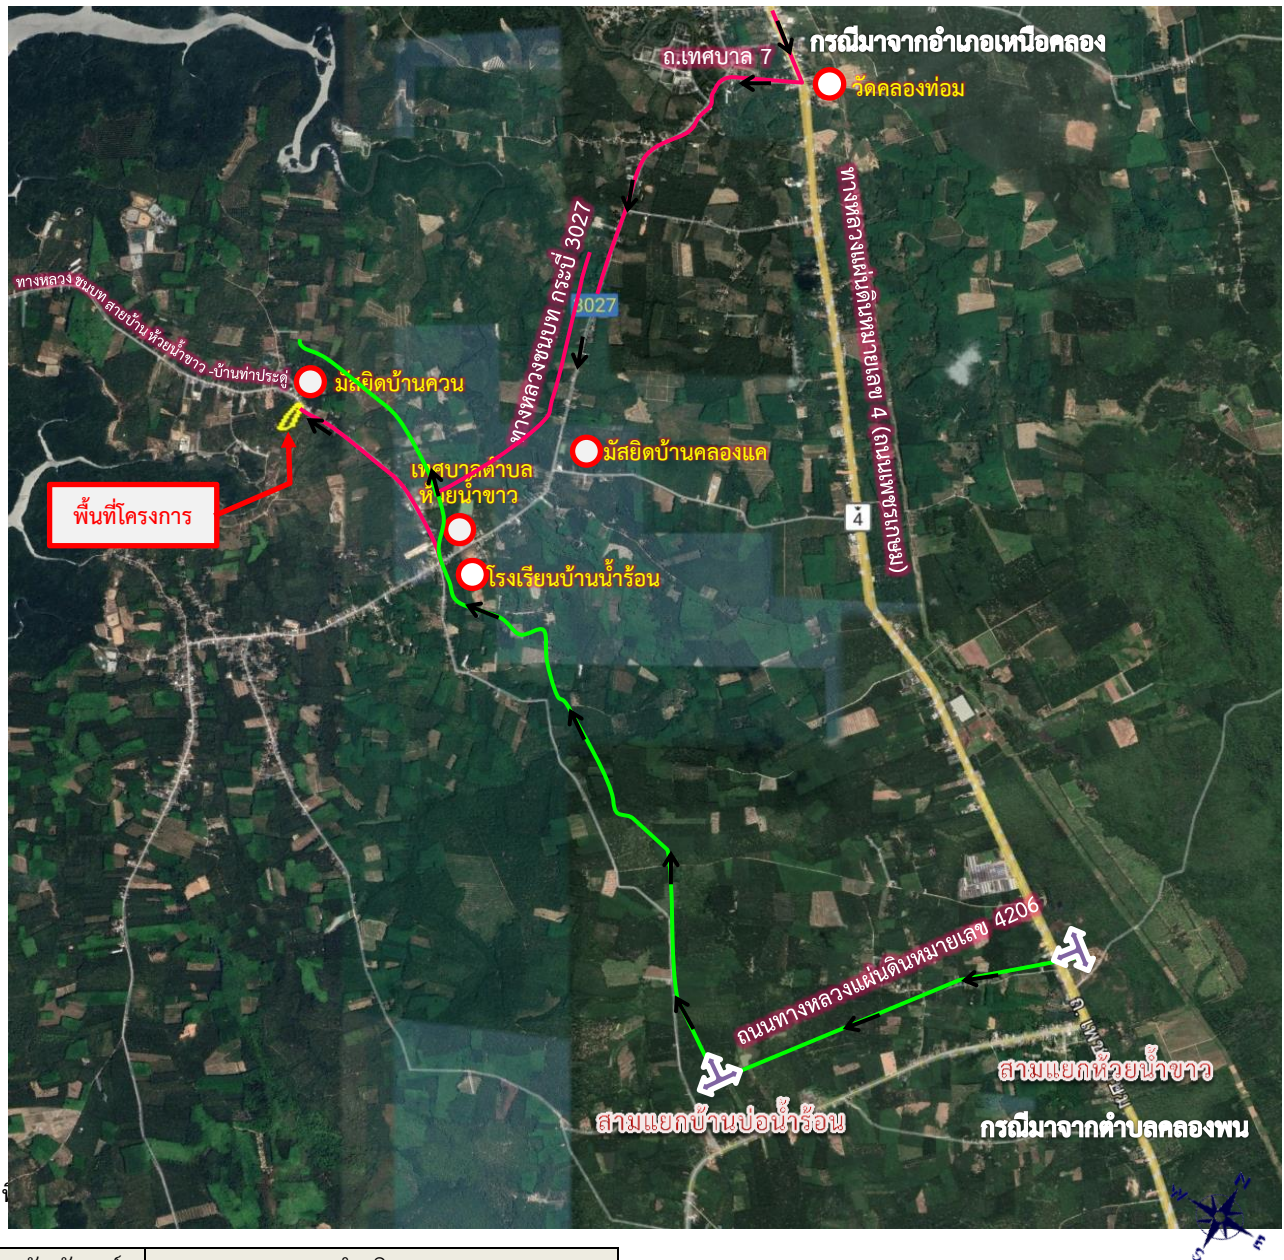 กรณีมาจากอำเภอเหนือคลอง
ถ.เทศบาล 7
วัดคลองท่อม
ทางหลวงแผ่นดินหมายเลข 4 (ถนนเพชรเกษม)
ทางหลวงชนบท กระบี่ 3027
3027
ทางหลวง ชนบท สายบ้าน ห้วยน้ำขาว -บ้านท่าประดู่
มัสยิดบ้านควน
มัสยิดบ้านคลองแค
เทศบาลตำบล
ห้วยน้ำขาว
พื้นที่โครงการ
4
โรงเรียนบ้านน้ำร้อน
ถนนทางหลวงแผ่นดินหมายเลข 4206
สามแยกห้วยน้ำขาว
สามแยกบ้านบ่อน้ำร้อน
กรณีมาจากตำบลคลองพน
N
W
E
S